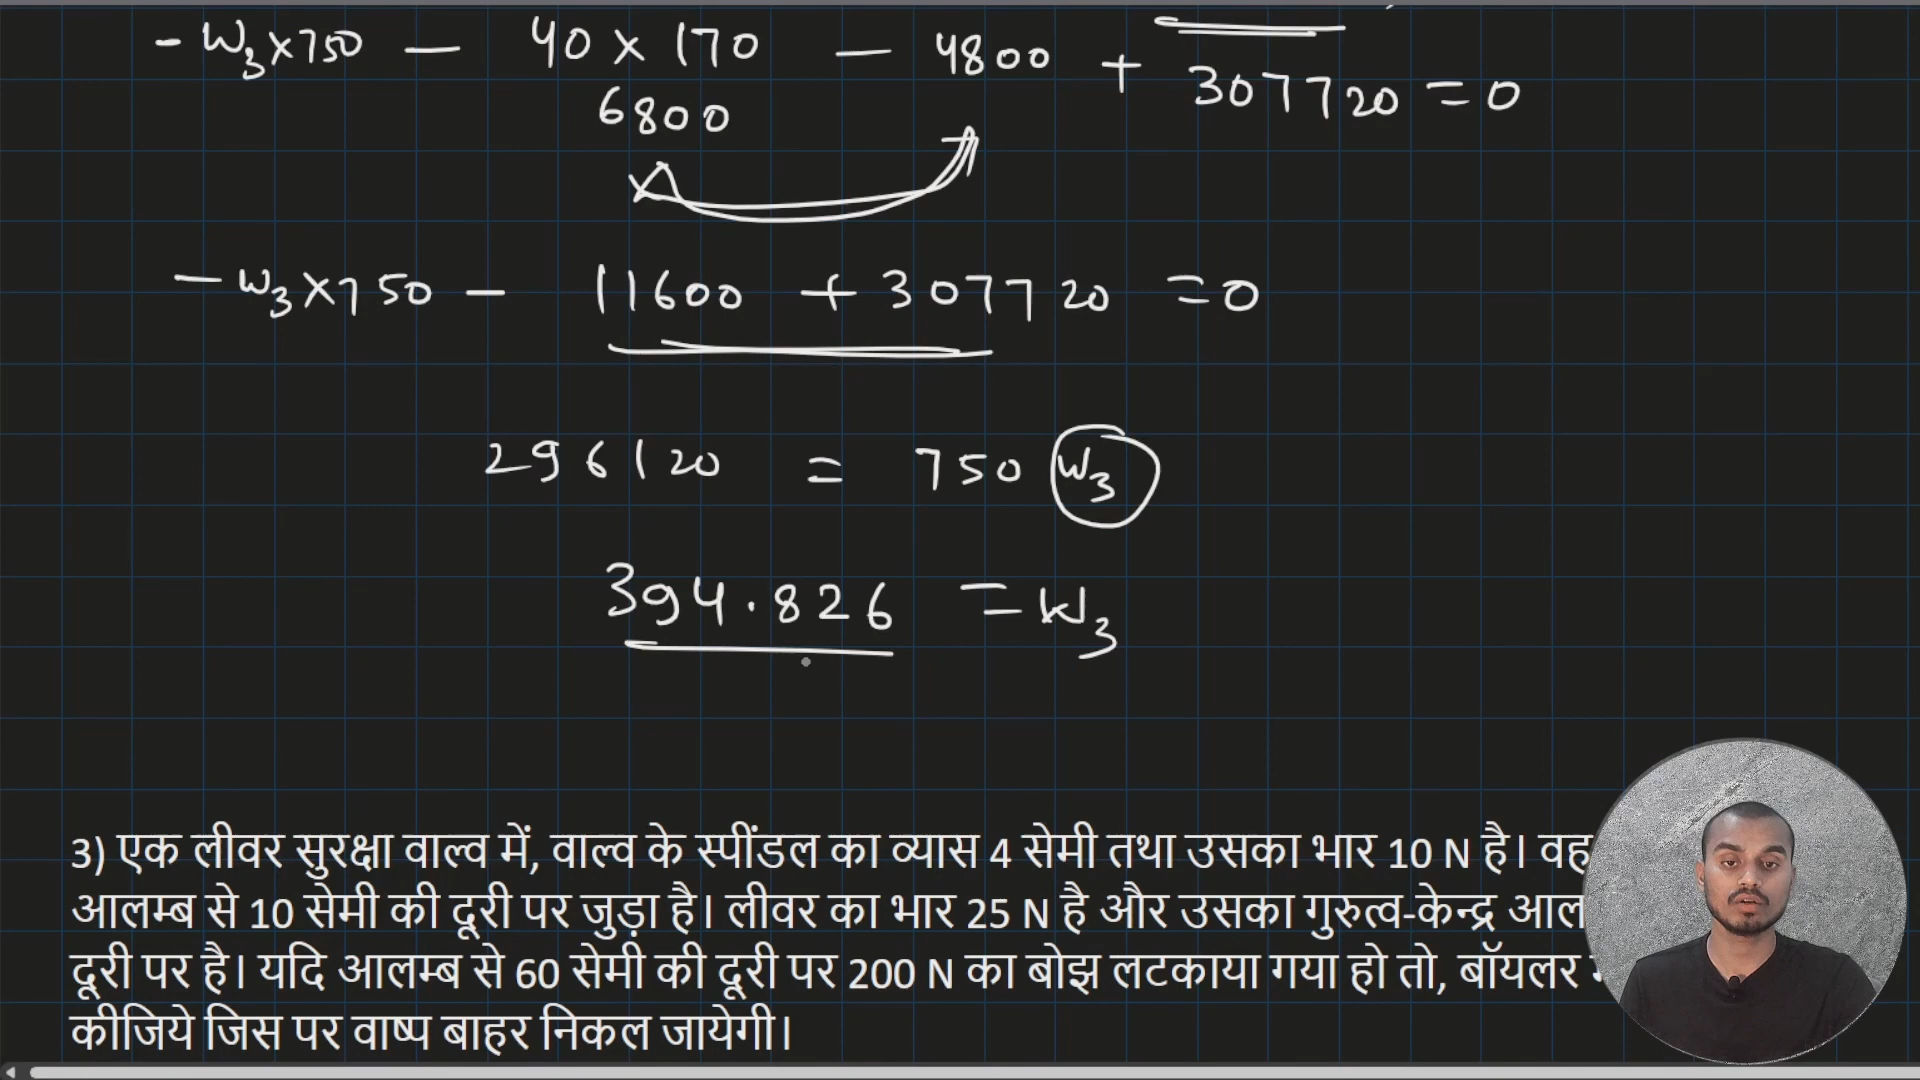 - W₃ x 750 - 40 x 170 - 4800 + 307720 = 0
6800
- W₃ x 750 - 11600 + 307720 = 0
296120 = 750 W₃
394.826 = W₃
3) एक लीवर सुरक्षा वाल्व में, वाल्व के स्पींडल का व्यास 4 सेमी तथा उसका भार 10 N है। वह
आलम्ब से 10 सेमी की दूरी पर जुड़ा है। लीवर का भार 25 N है और उसका गुरुत्व-केन्द्र
दूरी पर है। यदि आलम्ब से 60 सेमी की दूरी पर 200 N का बोझ लटकाया गया हो तो, बॉयलर
कीजिये जिस पर वाष्प बाहर निकल जायेगी।